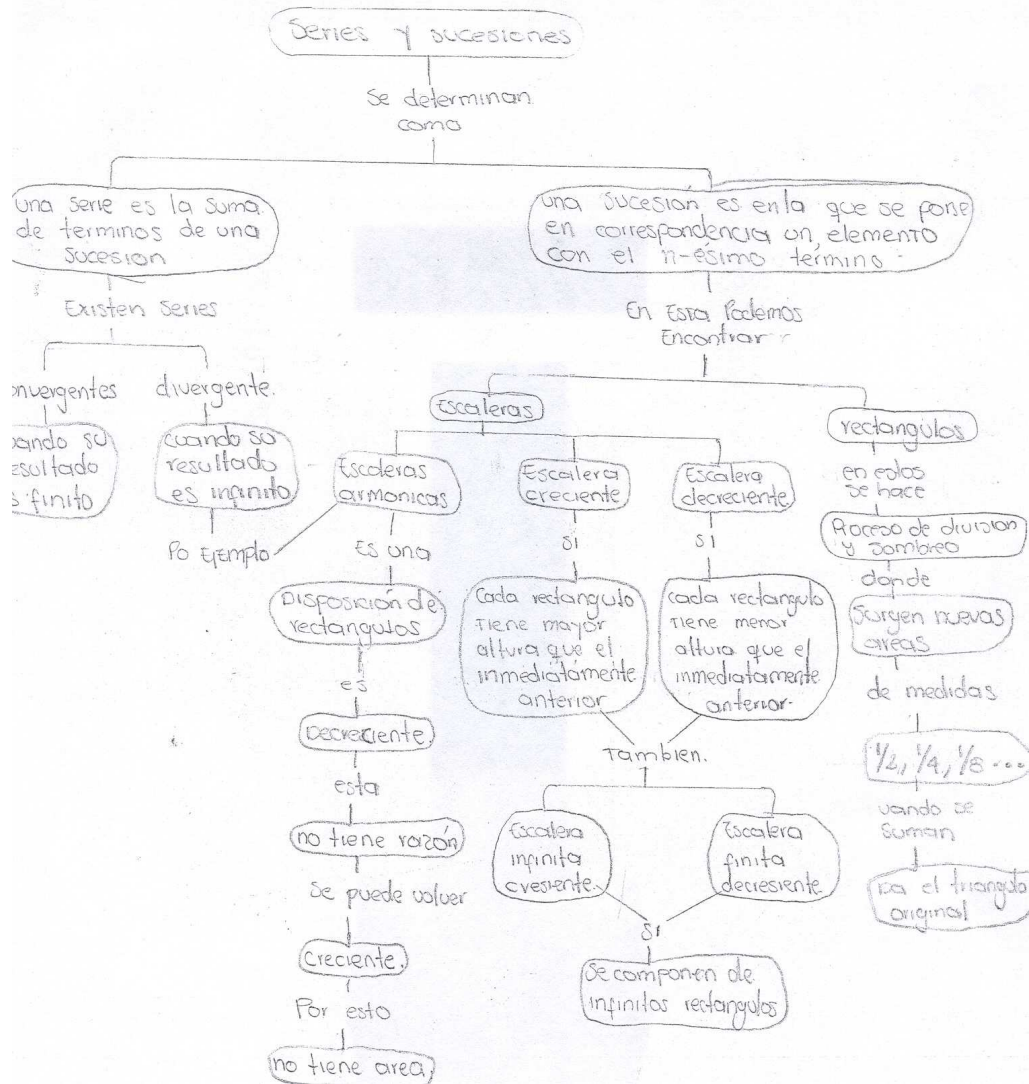 Series y sucesiones
Se determinan
como
una serie es la suma
de terminos de una
sucesion
Existen series
onvergentes
uando su
esultado
s finito
divergente.
cuando su
resultado
es infinito
Po Ejemplo
una sucesión es en la que se pone
en correspondencia un elemento
con el n-ésimo termino.
En Esta Podemos
Encontrar
Escaleras
Escaleras
armonicas
Es una
Disposición de
rectangulos
es
Decreciente.
esta
no tiene razón
Se puede volver
Creciente.
Por esto
no tiene area,
Escalera
creciente
si
Cada rectangulo
tiene mayor
altura que el
inmediatamente
anterior
Escalera
decreciente
si
Cada rectangulo
tiene menor
altura que el
inmediatamente
anterior.
Tambien.
Escalera
infinita
cresiente.
Escalera
finita
decresiente
Si
Se componen de
infinitos rectangulos
rectangulos
en estos
se hace
Proceso de division
y sombreo
donde
Surgen nuevas
areas
de medidas
1/2, 1/4, 1/8 ...
uando se
suman
Da el triangulo
original